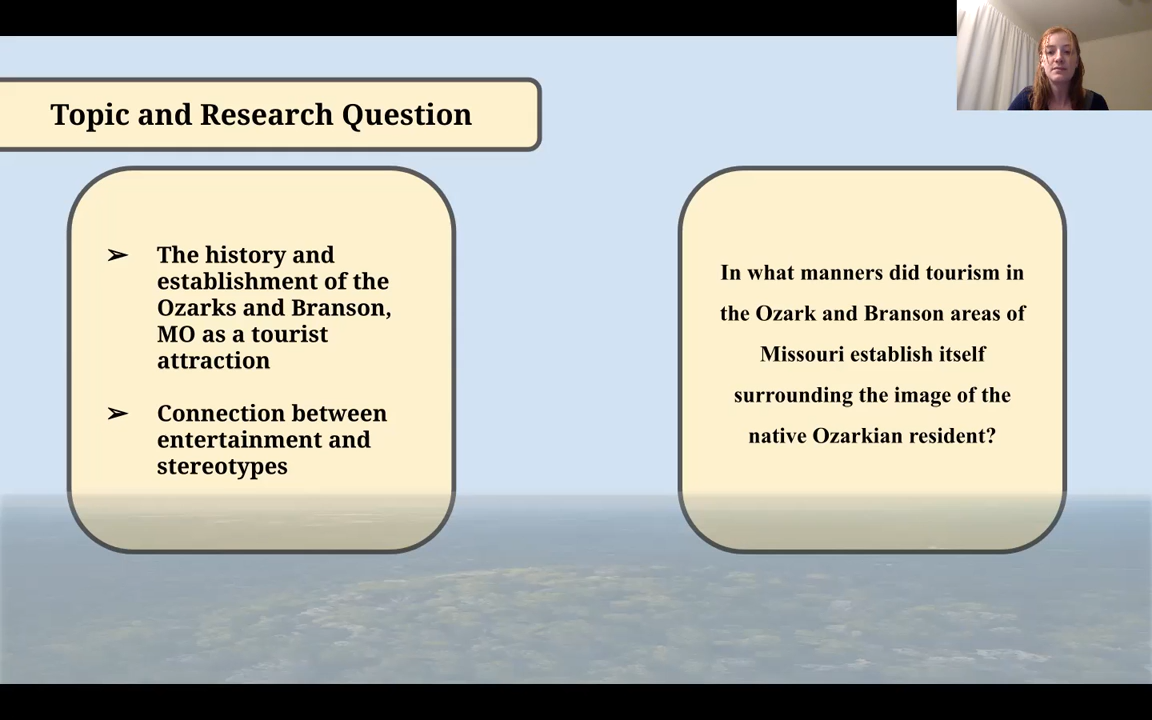 Topic and Research Question
➢ The history and
establishment of the
Ozarks and Branson,
MO as a tourist
attraction
➢ Connection between
entertainment and
stereotypes
In what manners did tourism in
the Ozark and Branson areas of
Missouri establish itself
surrounding the image of the
native Ozarkian resident?